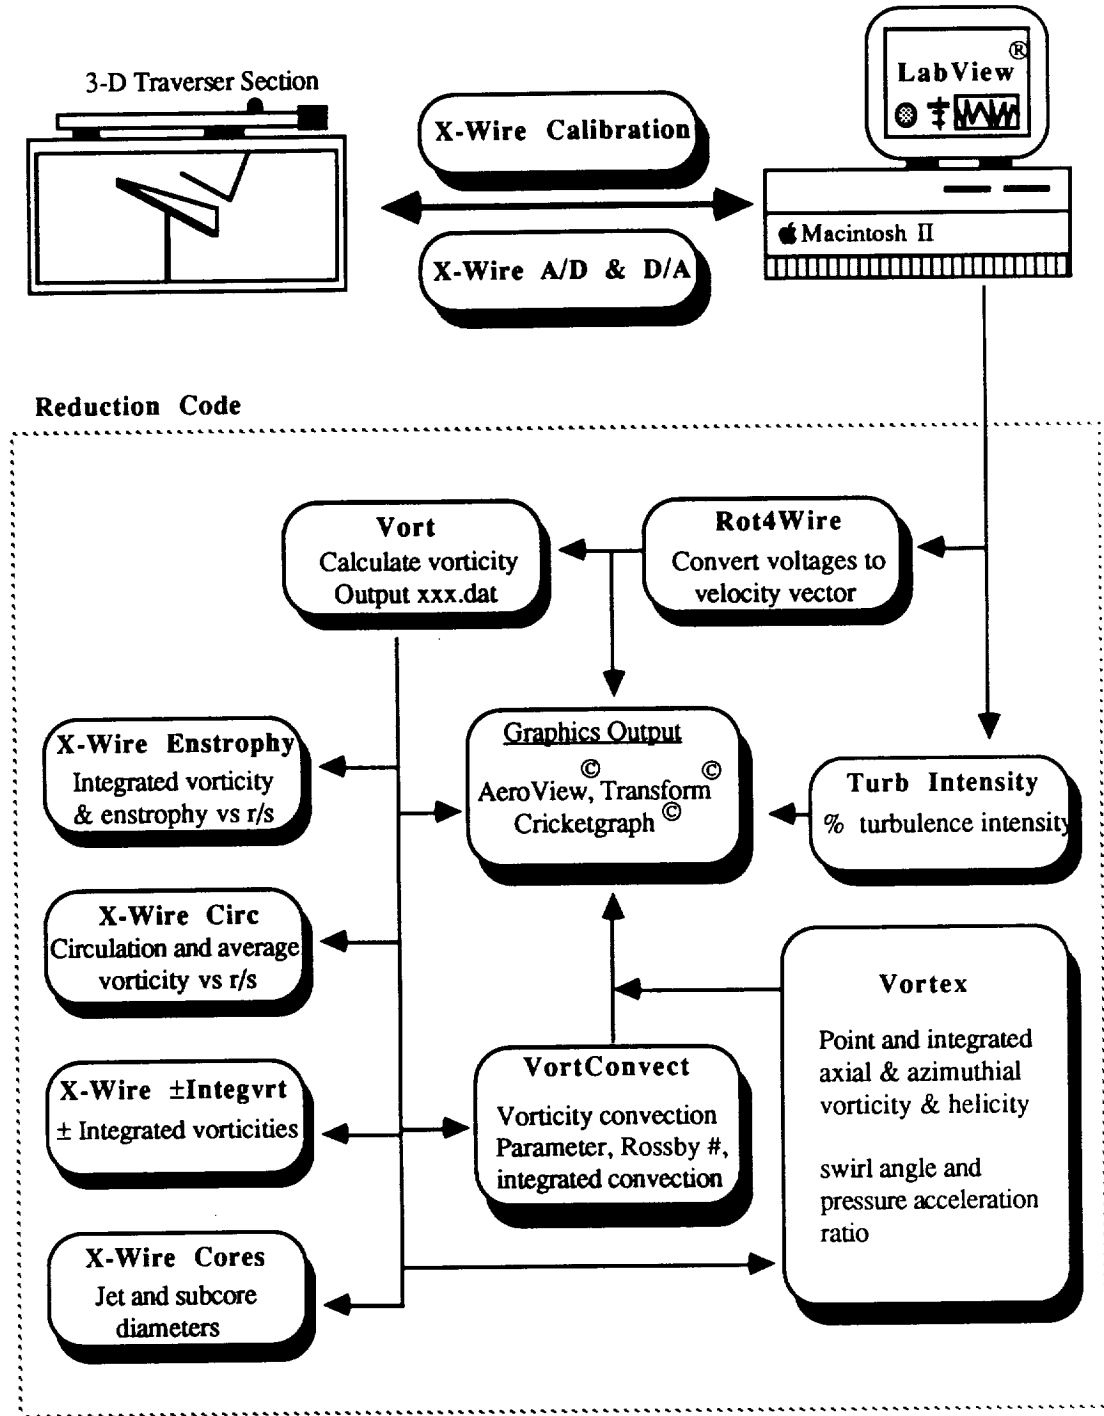 3-D Traverser Section
X-Wire Calibration
X-Wire A/D & D/A
LabView®
Macintosh II
Reduction Code
Vort
Calculate vorticity
Output xxx.dat
Rot4Wire
Convert voltages to
velocity vector
X-Wire Enstrophy
Integrated vorticity
& enstrophy vs r/s
Graphics Output
AeroView©, Transform©
Cricketgraph©
Turb Intensity
% turbulence intensity
X-Wire Circ
Circulation and average
vorticity vs r/s
X-Wire ±Integvrt
± Integrated vorticities
VortConvect
Vorticity convection
Parameter, Rossby #,
integrated convection
Vortex
Point and integrated
axial & azimuthial
vorticity & helicity
swirl angle and
pressure acceleration
ratio
X-Wire Cores
Jet and subcore
diameters